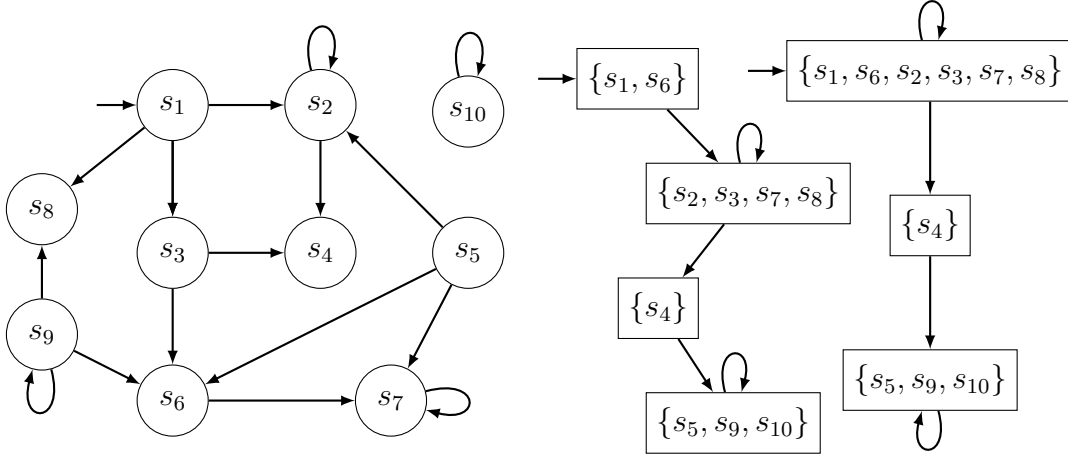 s₁
s₂
s₁₀
s₈
s₃
s₄
s₅
s₉
s₆
s₇
{s₁, s₆}
{s₂, s₃, s₇, s₈}
{s₄}
{s₅, s₉, s₁₀}
{s₁, s₆, s₂, s₃, s₇, s₈}
{s₄}
{s₅, s₉, s₁₀}